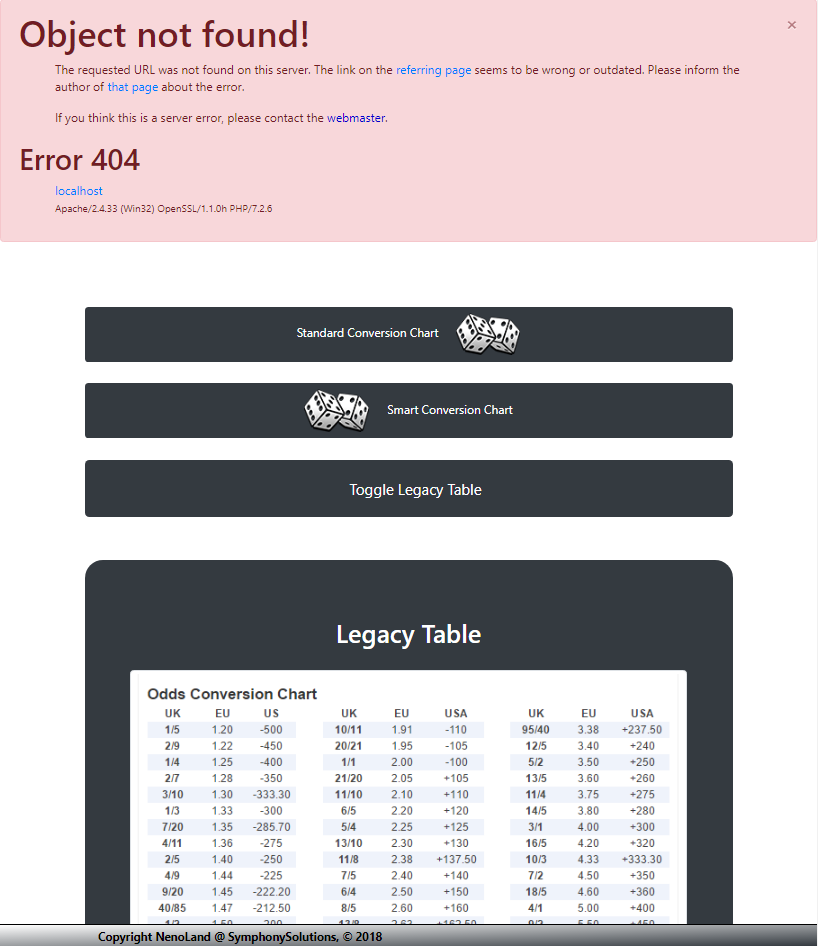 Object not found!
×
The requested URL was not found on this server. The link on the referring page seems to be wrong or outdated. Please inform the
author of that page about the error.
If you think this is a server error, please contact the webmaster.
Error 404
localhost
Apache/2.4.33 (Win32) OpenSSL/1.1.0h PHP/7.2.6
Standard Conversion Chart
Smart Conversion Chart
Toggle Legacy Table
Legacy Table
Odds Conversion Chart
UK EU US UK EU USA UK EU USA
1/5 1.20 -500 10/11 1.91 -110 95/40 3.38 +237.50
2/9 1.22 -450 20/21 1.95 -105 12/5 3.40 +240
1/4 1.25 -400 1/1 2.00 -100 5/2 3.50 +250
2/7 1.28 -350 21/20 2.05 +105 13/5 3.60 +260
3/10 1.30 -333.30 11/10 2.10 +110 11/4 3.75 +275
1/3 1.33 -300 6/5 2.20 +120 14/5 3.80 +280
7/20 1.35 -285.70 5/4 2.25 +125 3/1 4.00 +300
4/11 1.36 -275 13/10 2.30 +130 16/5 4.20 +320
2/5 1.40 -250 11/8 2.38 +137.50 10/3 4.33 +333.30
4/9 1.44 -225 7/5 2.40 +140 7/2 4.50 +350
9/20 1.45 -222.20 6/4 2.50 +150 18/5 4.60 +360
40/85 1.47 -212.50 8/5 2.60 +160 4/1 5.00 +400
Copyright NenoLand @ SymphonySolutions, © 2018